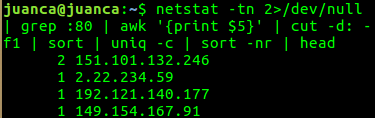 juanca@juanca:~$ netstat -tn 2>/dev/null
| grep :80 | awk '{print $5}' | cut -d: -
f1 | sort | uniq -c | sort -nr | head
2 151.101.132.246
1 2.22.234.59
1 192.121.140.177
1 149.154.167.91